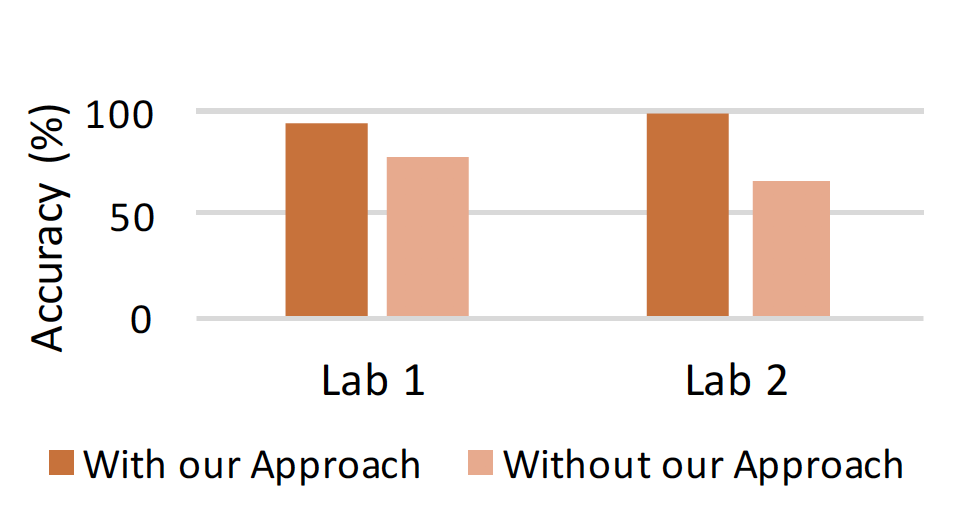 Accuracy (%)
100
50
0
Lab 1
Lab 2
With our Approach
Without our Approach